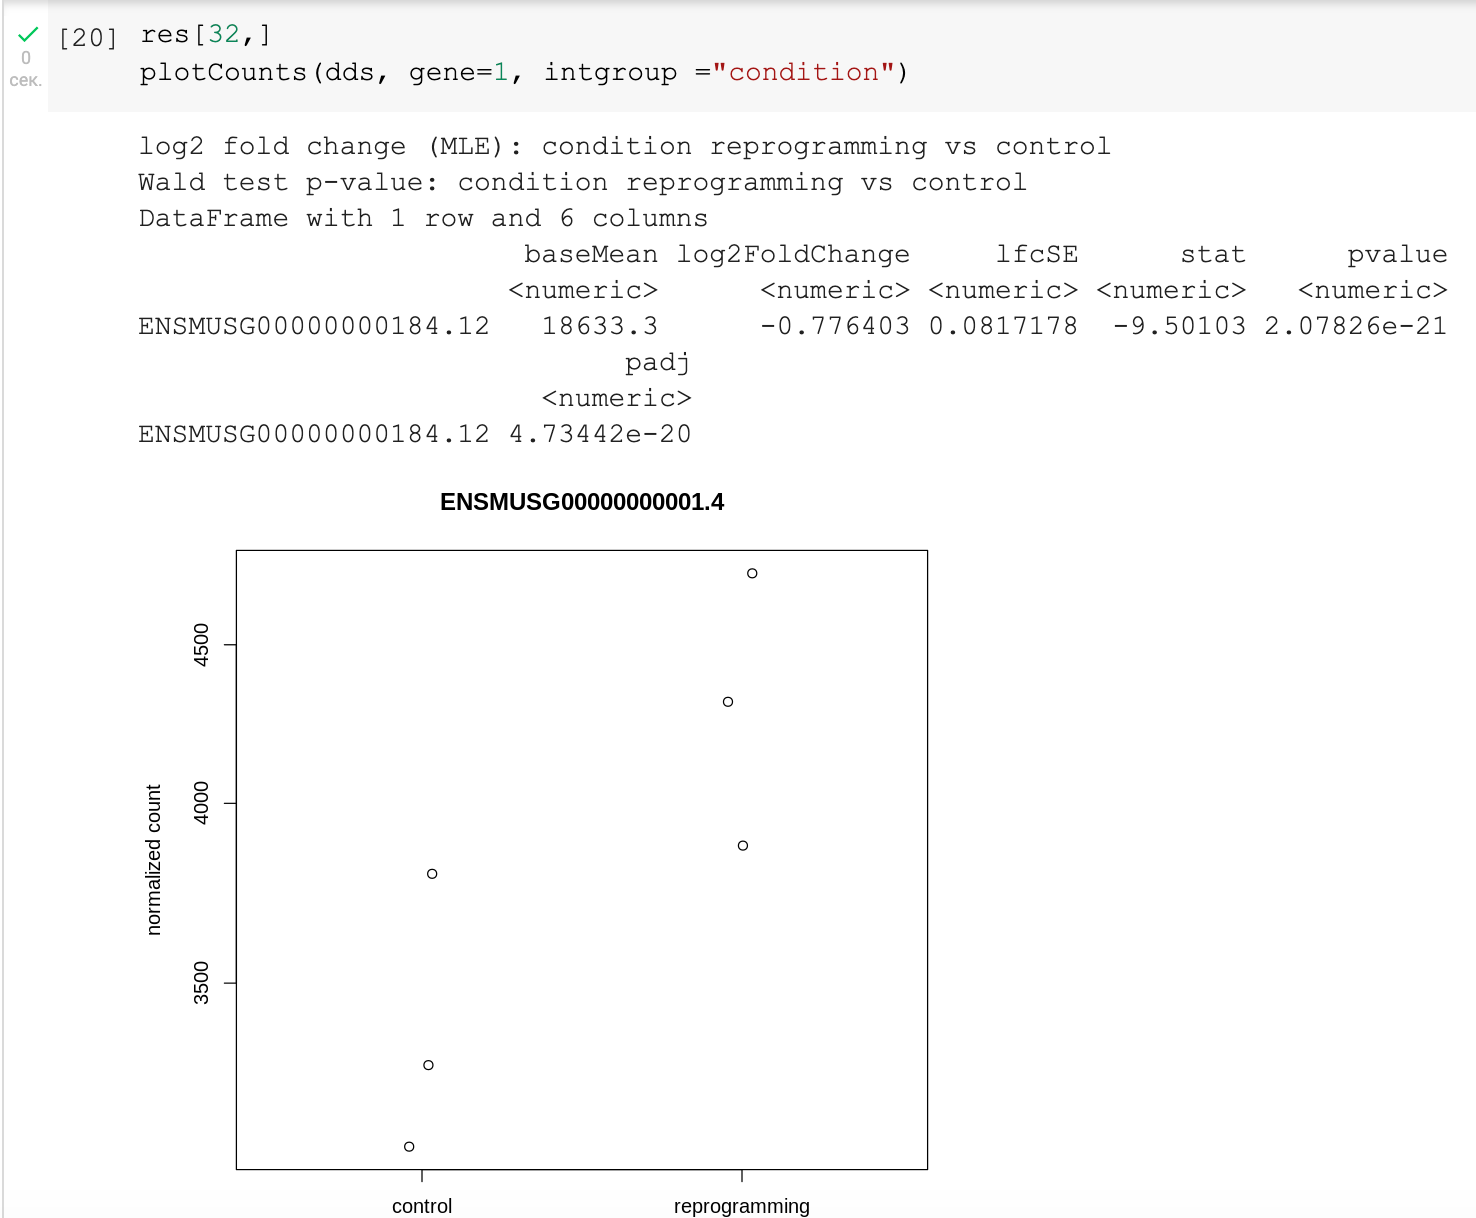 [20] res[32,]
0
сек.
plotCounts(dds, gene=1, intgroup ="condition")
log2 fold change (MLE): condition reprogramming vs control
Wald test p-value: condition reprogramming vs control
DataFrame with 1 row and 6 columns
baseMean log2FoldChange lfcSE stat pvalue
<numeric> <numeric> <numeric> <numeric> <numeric>
ENSMUSG00000000184.12 18633.3 -0.776403 0.0817178 -9.50103 2.07826e-21
padj
<numeric>
ENSMUSG00000000184.12 4.73442e-20
ENSMUSG00000000001.4
4500
4000
3500
normalized count
control reprogramming